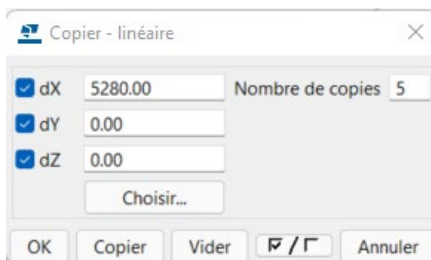 Copier - linéaire
dX 5280.00 Nombre de copies 5
dY 0.00
dZ 0.00
Choisir...
OK Copier Vider / Annuler